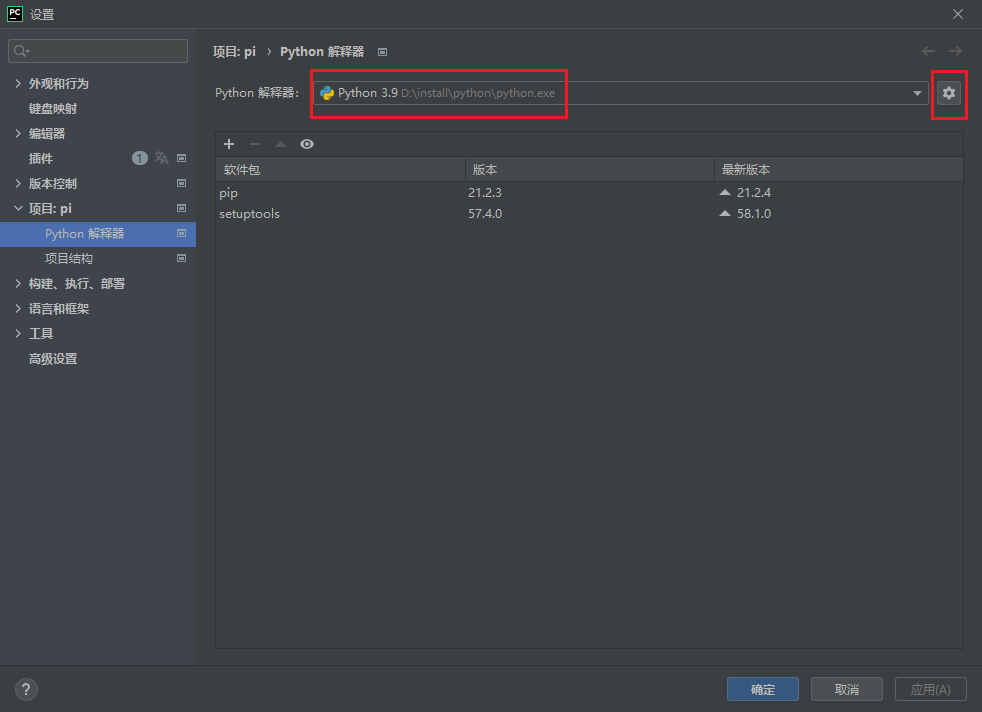 PC 设置
项目: pi › Python 解释器
外观和行为
键盘映射
编辑器
插件 1
版本控制
项目: pi
Python 解释器
项目结构
构建、执行、部署
语言和框架
工具
高级设置
Python 解释器: Python 3.9 D:\install\python\python.exe
软件包 版本 最新版本
pip 21.2.3 21.2.4
setuptools 57.4.0 58.1.0
? 确定 取消 应用(A)